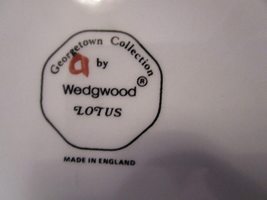 Georgetown Collection
a by
Wedgwood®
LOTUS
MADE IN ENGLAND